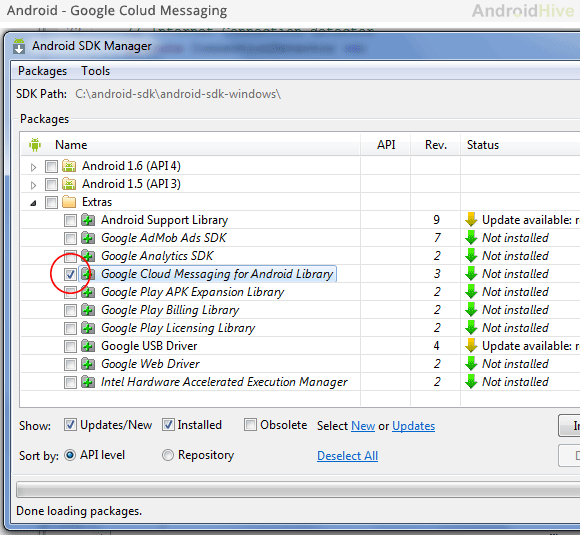 Android - Google Colud Messaging
AndroidHive
// Internet Connection detector
Android SDK Manager
Packages Tools
SDK Path: C:\android-sdk\android-sdk-windows\
Packages
Name API Rev. Status
Android 1.6 (API 4)
Android 1.5 (API 3)
Extras
Android Support Library 9 Update available: r
Google AdMob Ads SDK 7 Not installed
Google Analytics SDK 2 Not installed
Google Cloud Messaging for Android Library 3 Not installed
Google Play APK Expansion Library 2 Not installed
Google Play Billing Library 2 Not installed
Google Play Licensing Library 2 Not installed
Google USB Driver 4 Update available: r
Google Web Driver 2 Not installed
Intel Hardware Accelerated Execution Manager 2 Not installed
Show: Updates/New Installed Obsolete Select New or Updates
Sort by: API level Repository Deselect All
Done loading packages.